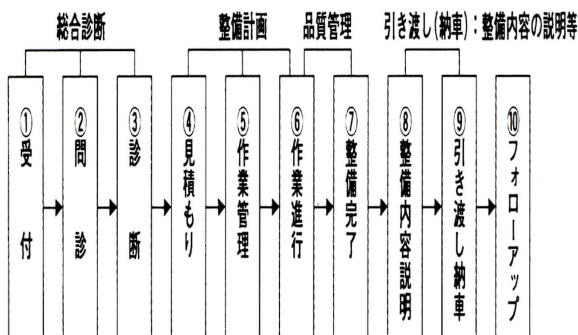 総合診断
整備計画
品質管理
引き渡し(納車):整備内容の説明等
①受付
②問診
③診断
④見積もり
⑤作業管理
⑥作業進行
⑦整備完了
⑧整備内容説明
⑨引き渡し納車
⑩フォローアップ